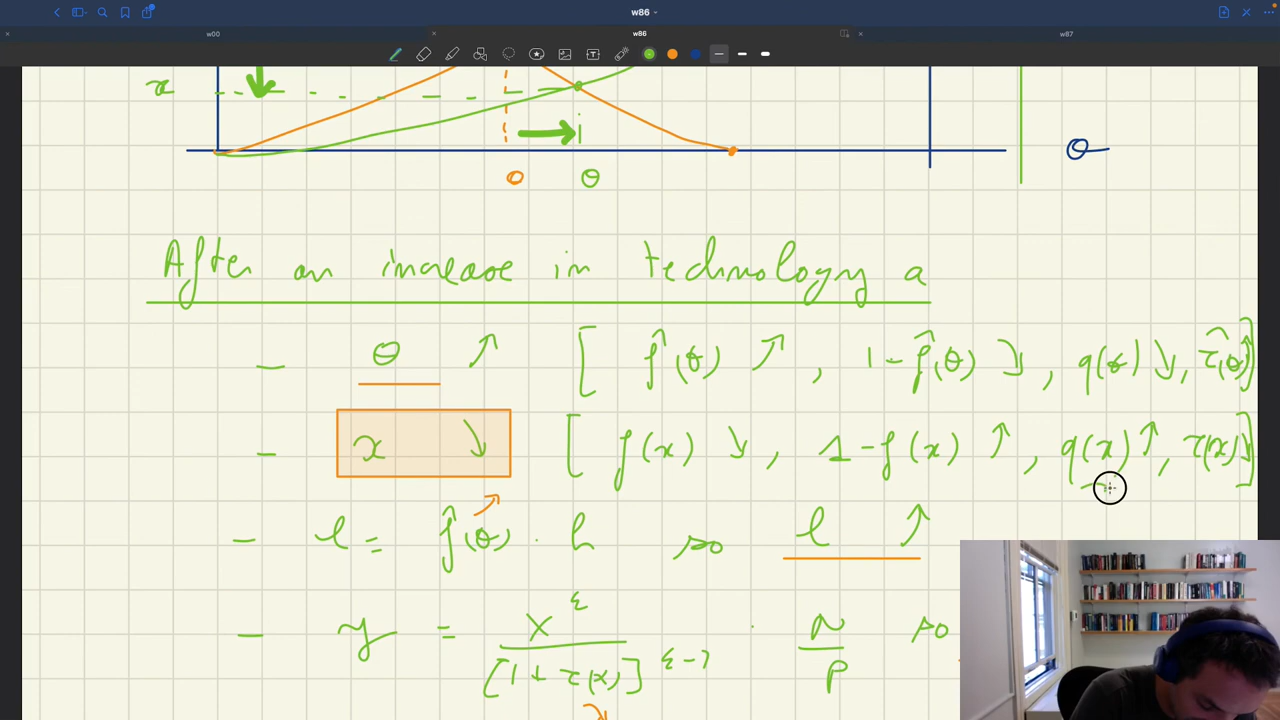 w86
w00
w86
w87
x
θ θ θ
After an increase in technology a
- θ ↗ [ f̂(θ) ↗ , 1-f̂(θ) ↘ , q(θ) ↘ , τ̂(θ)↑]
- x ↘ [ f(x) ↘ , 1-f(x) ↑ , q(x) ↑ , τ(x)↓]
- l = f̂(θ) . h so l ↗
- y = X^ε / [1 + τ(x)]^ε-1 . N / P so